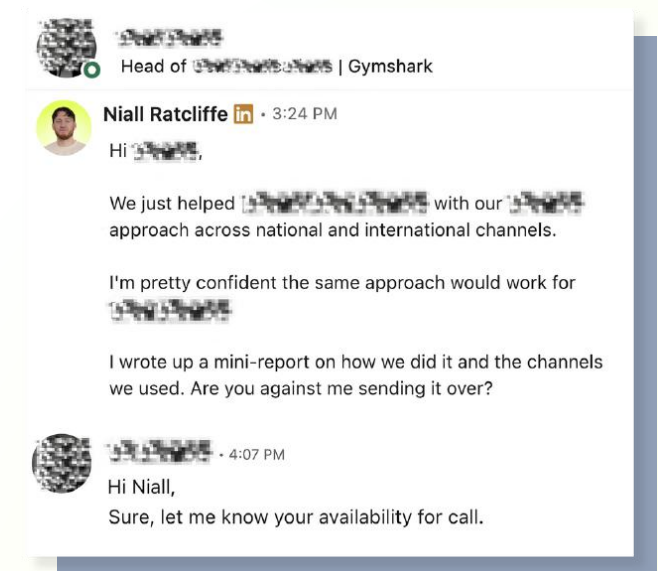 Head of | Gymshark
Niall Ratcliffe in · 3:24 PM
Hi ,
We just helped with our
approach across national and international channels.
I'm pretty confident the same approach would work for
I wrote up a mini-report on how we did it and the channels
we used. Are you against me sending it over?
· 4:07 PM
Hi Niall,
Sure, let me know your availability for call.